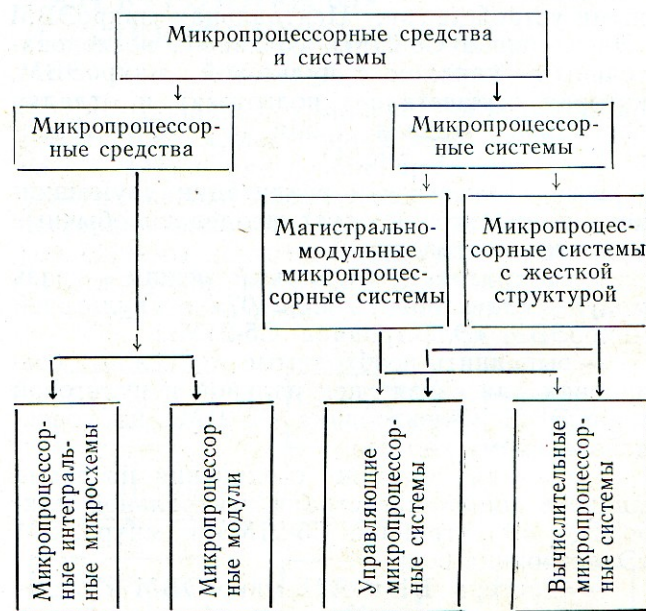 Микропроцессорные средства
и системы
Микропроцессор-
ные средства
Микропроцессор-
ные системы
Магистрально-
модульные
микропроцес-
сорные системы
Микропроцес-
сорные системы
с жесткой
структурой
Микропроцессор-
ные интеграль-
ные микросхемы
Микропроцессор-
ные модули
Управляющие
микропроцессор-
ные системы
Вычислительные
микропроцессор-
ные системы